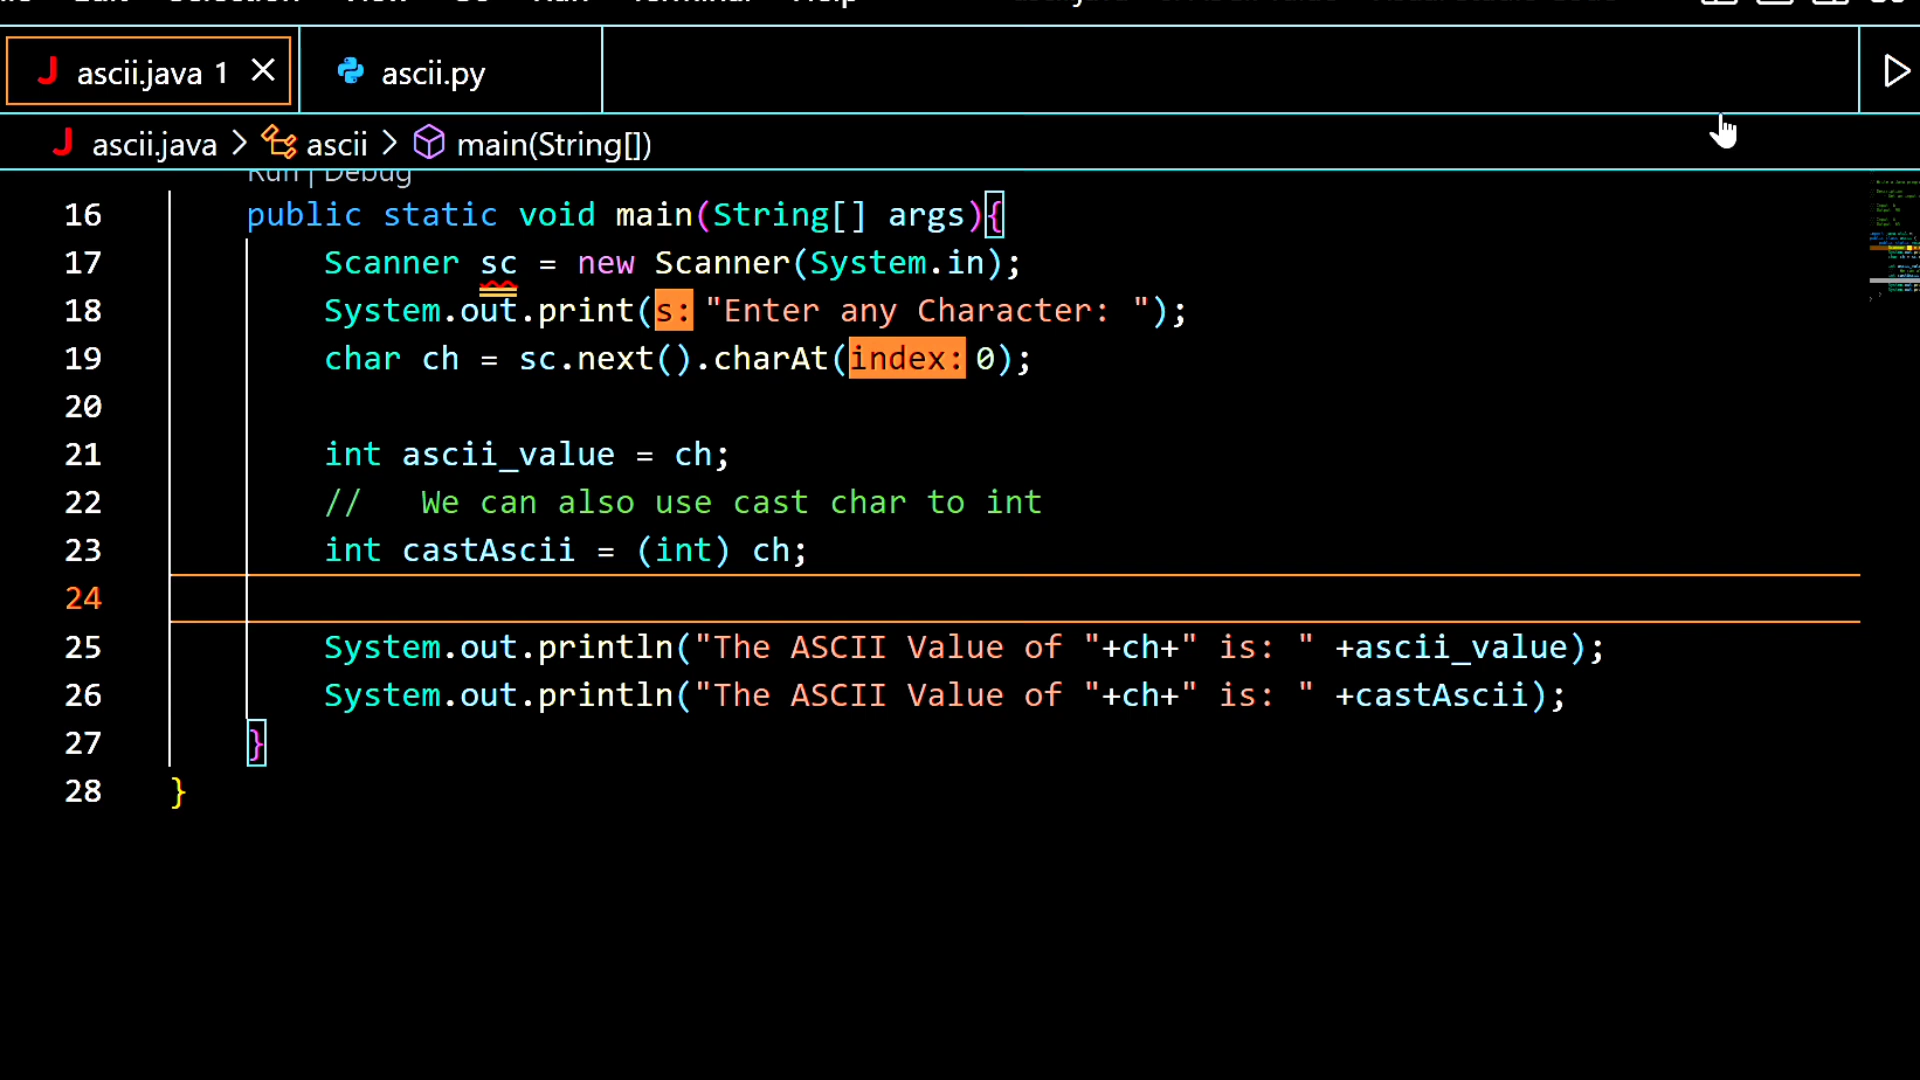 ascii.java 1
ascii.py
ascii.java > ascii > main(String[])
Run | Debug
16 public static void main(String[] args){
17 Scanner sc = new Scanner(System.in);
18 System.out.print(s: "Enter any Character: ");
19 char ch = sc.next().charAt(index: 0);
20
21 int ascii_value = ch;
22 //   We can also use cast char to int
23 int castAscii = (int) ch;
24
25 System.out.println("The ASCII Value of "+ch+" is: " +ascii_value);
26 System.out.println("The ASCII Value of "+ch+" is: " +castAscii);
27 }
28 }